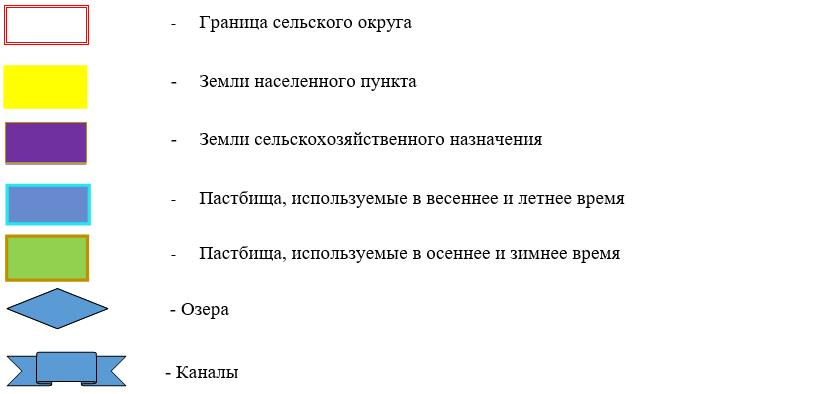 - Граница сельского округа
- Земли населенного пункта
- Земли сельскохозяйственного назначения
- Пастбища, используемые в весеннее и летнее время
- Пастбища, используемые в осеннее и зимнее время
- Озера
- Каналы